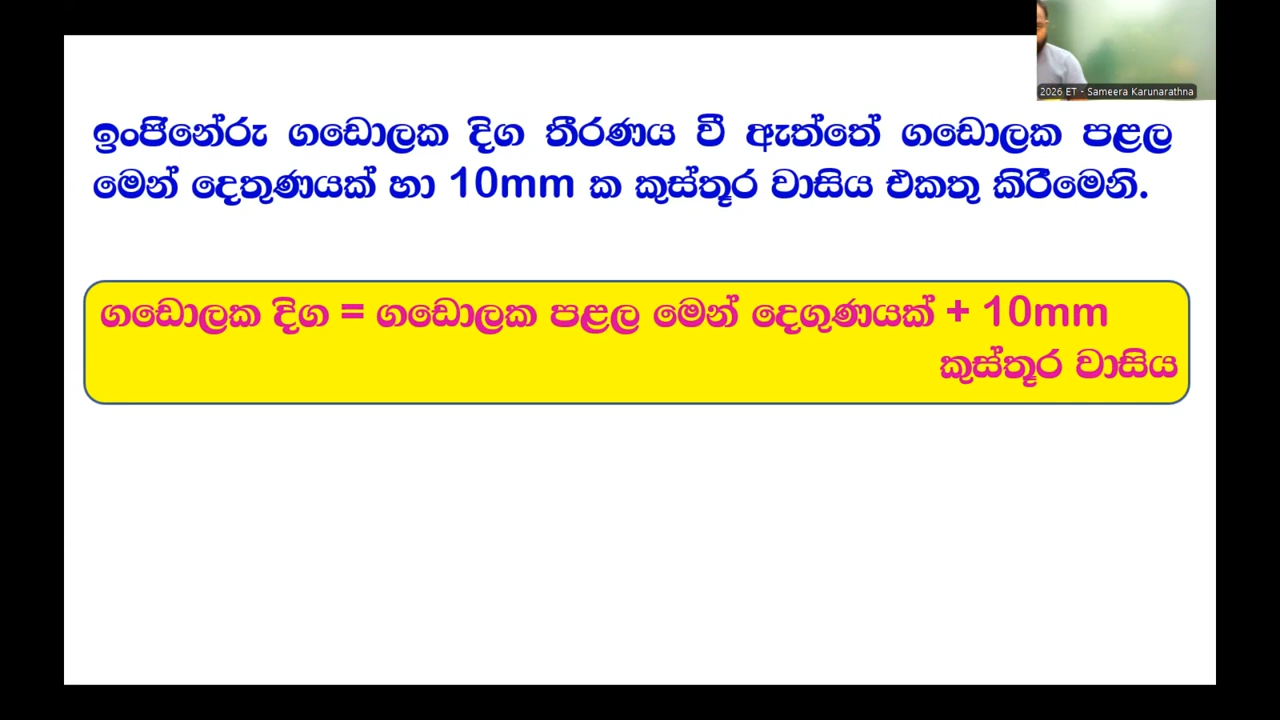 2026 ET - Sameera Karunarathna
ඉංජිනේරු ගඩොලක දිග තීරණය වී ඇත්තේ ගඩොලක පළල
මෙන් දෙතුණයක් හා 10mm ක කුස්තූර වාසිය එකතු කිරීමෙනි.
ගඩොලක දිග = ගඩොලක පළල මෙන් දෙගුණයක් + 10mm
කුස්තූර වාසිය